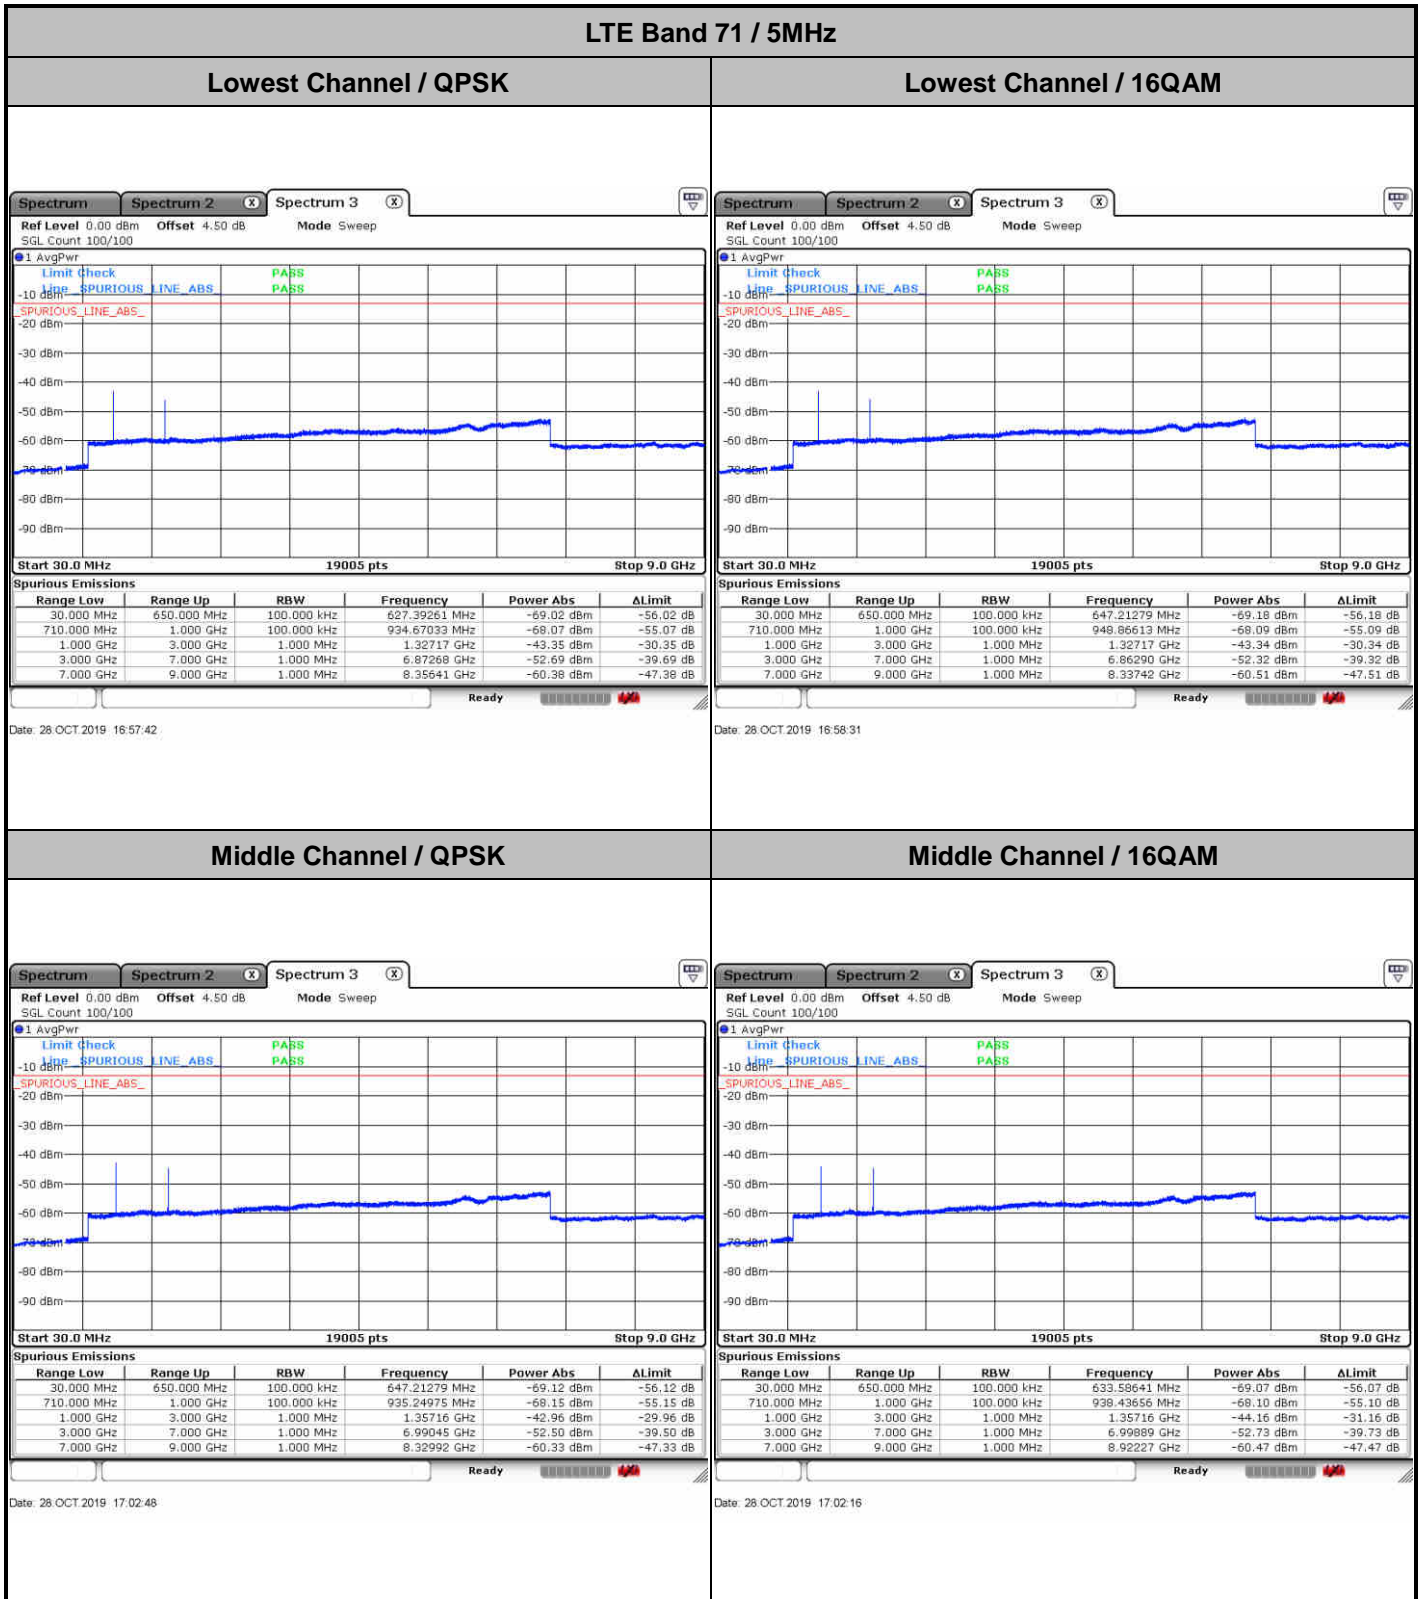 LTE Band 71 / 5MHz
Lowest Channel / QPSK
Lowest Channel / 16QAM
Spectrum Spectrum 2 X Spectrum 3 X
Ref Level 0.00 dBm Offset 4.50 dB Mode Sweep
SGL Count 100/100
1 AvgPwr
Limit Check PASS
Line _SPURIOUS_LINE_ABS_ PASS
-10 dBm
_SPURIOUS_LINE_ABS_
-20 dBm
-30 dBm
-40 dBm
-50 dBm
-60 dBm
-70 dBm
-80 dBm
-90 dBm
Start 30.0 MHz 19005 pts Stop 9.0 GHz
Spurious Emissions
Range Low Range Up RBW Frequency Power Abs ΔLimit
30.000 MHz 650.000 MHz 100.000 kHz 627.39261 MHz -69.02 dBm -56.02 dB
710.000 MHz 1.000 GHz 100.000 kHz 934.67033 MHz -68.07 dBm -55.07 dB
1.000 GHz 3.000 GHz 1.000 MHz 1.32717 GHz -43.35 dBm -30.35 dB
3.000 GHz 7.000 GHz 1.000 MHz 6.87268 GHz -52.69 dBm -39.69 dB
7.000 GHz 9.000 GHz 1.000 MHz 8.35641 GHz -60.38 dBm -47.38 dB
Ready
Date: 28.OCT.2019 16:57:42
Spectrum Spectrum 2 X Spectrum 3 X
Ref Level 0.00 dBm Offset 4.50 dB Mode Sweep
SGL Count 100/100
1 AvgPwr
Limit Check PASS
Line _SPURIOUS_LINE_ABS_ PASS
-10 dBm
_SPURIOUS_LINE_ABS_
-20 dBm
-30 dBm
-40 dBm
-50 dBm
-60 dBm
-70 dBm
-80 dBm
-90 dBm
Start 30.0 MHz 19005 pts Stop 9.0 GHz
Spurious Emissions
Range Low Range Up RBW Frequency Power Abs ΔLimit
30.000 MHz 650.000 MHz 100.000 kHz 647.21279 MHz -69.18 dBm -56.18 dB
710.000 MHz 1.000 GHz 100.000 kHz 948.86613 MHz -68.09 dBm -55.09 dB
1.000 GHz 3.000 GHz 1.000 MHz 1.32717 GHz -43.34 dBm -30.34 dB
3.000 GHz 7.000 GHz 1.000 MHz 6.86290 GHz -52.32 dBm -39.32 dB
7.000 GHz 9.000 GHz 1.000 MHz 8.33742 GHz -60.51 dBm -47.51 dB
Ready
Date: 28.OCT.2019 16:58:31
Middle Channel / QPSK
Middle Channel / 16QAM
Spectrum Spectrum 2 X Spectrum 3 X
Ref Level 0.00 dBm Offset 4.50 dB Mode Sweep
SGL Count 100/100
1 AvgPwr
Limit Check PASS
Line _SPURIOUS_LINE_ABS_ PASS
-10 dBm
_SPURIOUS_LINE_ABS_
-20 dBm
-30 dBm
-40 dBm
-50 dBm
-60 dBm
-70 dBm
-80 dBm
-90 dBm
Start 30.0 MHz 19005 pts Stop 9.0 GHz
Spurious Emissions
Range Low Range Up RBW Frequency Power Abs ΔLimit
30.000 MHz 650.000 MHz 100.000 kHz 647.21279 MHz -69.12 dBm -56.12 dB
710.000 MHz 1.000 GHz 100.000 kHz 935.24975 MHz -68.15 dBm -55.15 dB
1.000 GHz 3.000 GHz 1.000 MHz 1.35716 GHz -42.96 dBm -29.96 dB
3.000 GHz 7.000 GHz 1.000 MHz 6.99045 GHz -52.50 dBm -39.50 dB
7.000 GHz 9.000 GHz 1.000 MHz 8.32992 GHz -60.33 dBm -47.33 dB
Ready
Date: 28.OCT.2019 17:02:48
Spectrum Spectrum 2 X Spectrum 3 X
Ref Level 0.00 dBm Offset 4.50 dB Mode Sweep
SGL Count 100/100
1 AvgPwr
Limit Check PASS
Line _SPURIOUS_LINE_ABS_ PASS
-10 dBm
_SPURIOUS_LINE_ABS_
-20 dBm
-30 dBm
-40 dBm
-50 dBm
-60 dBm
-70 dBm
-80 dBm
-90 dBm
Start 30.0 MHz 19005 pts Stop 9.0 GHz
Spurious Emissions
Range Low Range Up RBW Frequency Power Abs ΔLimit
30.000 MHz 650.000 MHz 100.000 kHz 633.58641 MHz -69.07 dBm -56.07 dB
710.000 MHz 1.000 GHz 100.000 kHz 938.43656 MHz -68.10 dBm -55.10 dB
1.000 GHz 3.000 GHz 1.000 MHz 1.35716 GHz -44.16 dBm -31.16 dB
3.000 GHz 7.000 GHz 1.000 MHz 6.99889 GHz -52.73 dBm -39.73 dB
7.000 GHz 9.000 GHz 1.000 MHz 8.92227 GHz -60.47 dBm -47.47 dB
Ready
Date: 28.OCT.2019 17:02:16